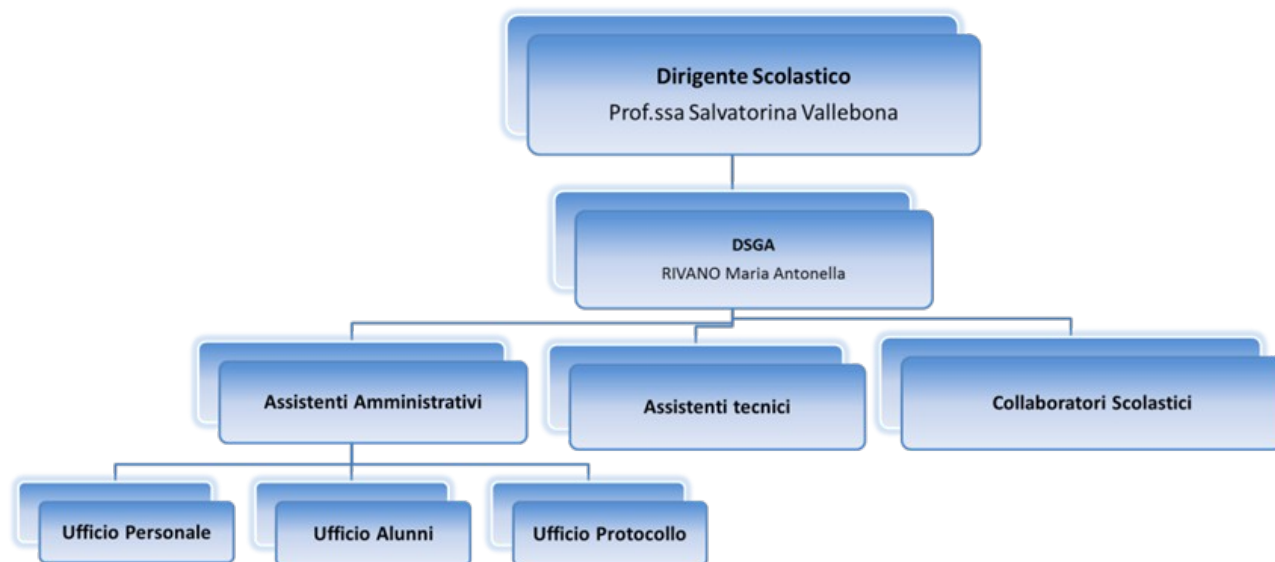 Dirigente Scolastico
Prof.ssa Salvatorina Vallebona
DSGA
RIVANO Maria Antonella
Assistenti Amministrativi
Assistenti tecnici
Collaboratori Scolastici
Ufficio Personale
Ufficio Alunni
Ufficio Protocollo